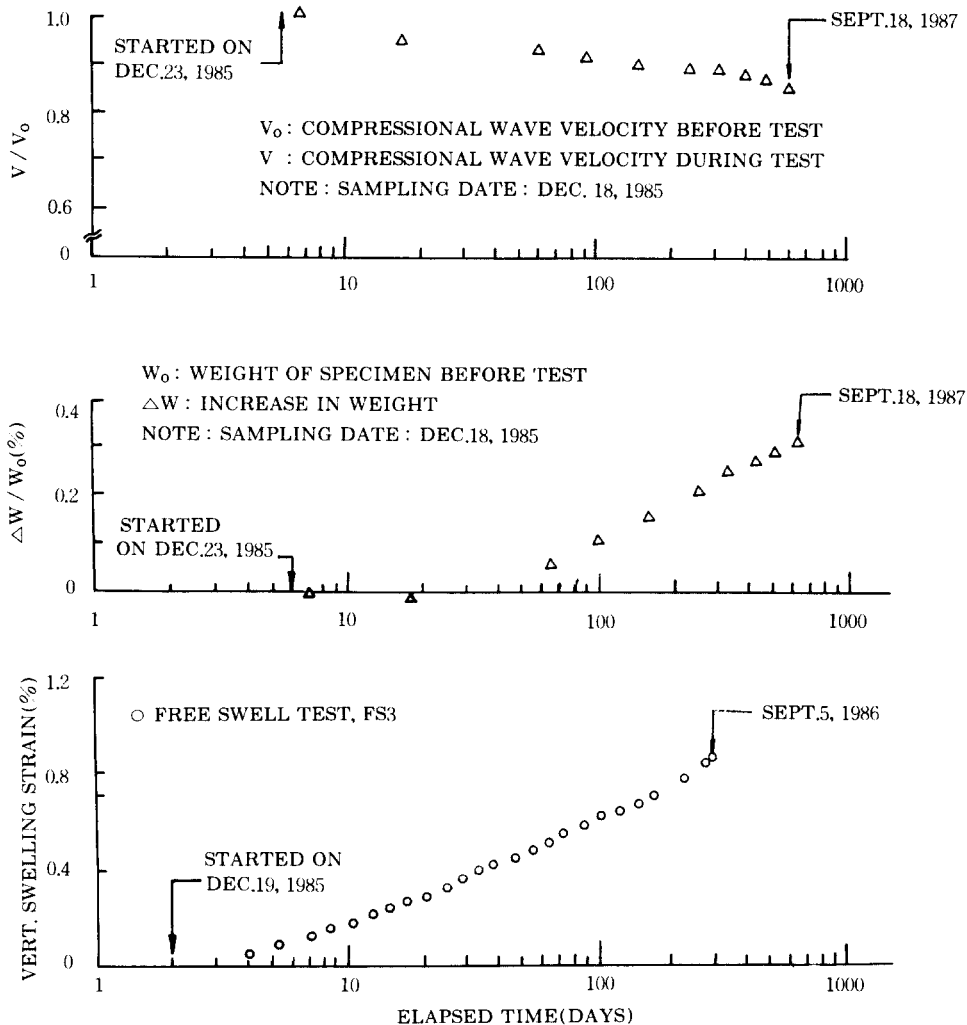 1.0
0.8
0.6
0
V / Vo
STARTED ON
DEC.23, 1985
SEPT.18, 1987
Vo : COMPRESSIONAL WAVE VELOCITY BEFORE TEST
V : COMPRESSIONAL WAVE VELOCITY DURING TEST
NOTE : SAMPLING DATE : DEC. 18, 1985
1 10 100 1000
Wo : WEIGHT OF SPECIMEN BEFORE TEST
△W : INCREASE IN WEIGHT
NOTE : SAMPLING DATE : DEC.18, 1985
SEPT.18, 1987
0.4
0.2
0
△W / Wo(%)
STARTED
ON DEC.23, 1985
1 10 100 1000
1.2
0.8
0.4
0
VERT. SWELLING STRAIN(%)
○ FREE SWELL TEST, FS3
SEPT.5, 1986
STARTED ON
DEC.19, 1985
1 10 100 1000
ELAPSED TIME(DAYS)